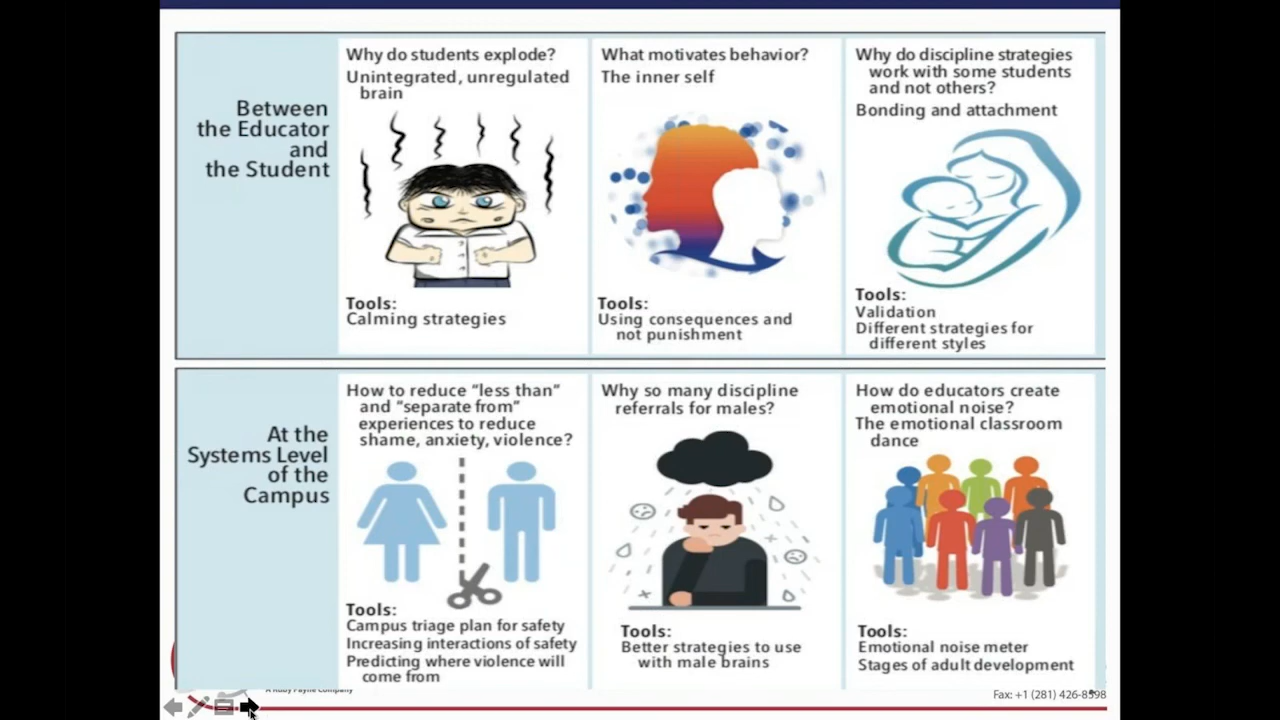 Between
the Educator
and
the Student
Why do students explode?
Unintegrated, unregulated
brain
Tools:
Calming strategies
What motivates behavior?
The inner self
Tools:
Using consequences and
not punishment
Why do discipline strategies
work with some students
and not others?
Bonding and attachment
Tools:
Validation
Different strategies for
different styles
At the
Systems Level
of the
Campus
How to reduce "less than"
and "separate from"
experiences to reduce
shame, anxiety, violence?
Tools:
Campus triage plan for safety
Increasing interactions of safety
Predicting where violence will
come from
Why so many discipline
referrals for males?
Tools:
Better strategies to use
with male brains
How do educators create
emotional noise?
The emotional classroom
dance
Tools:
Emotional noise meter
Stages of adult development
A Ruby Payne Company
Fax: +1 (281) 426-8598